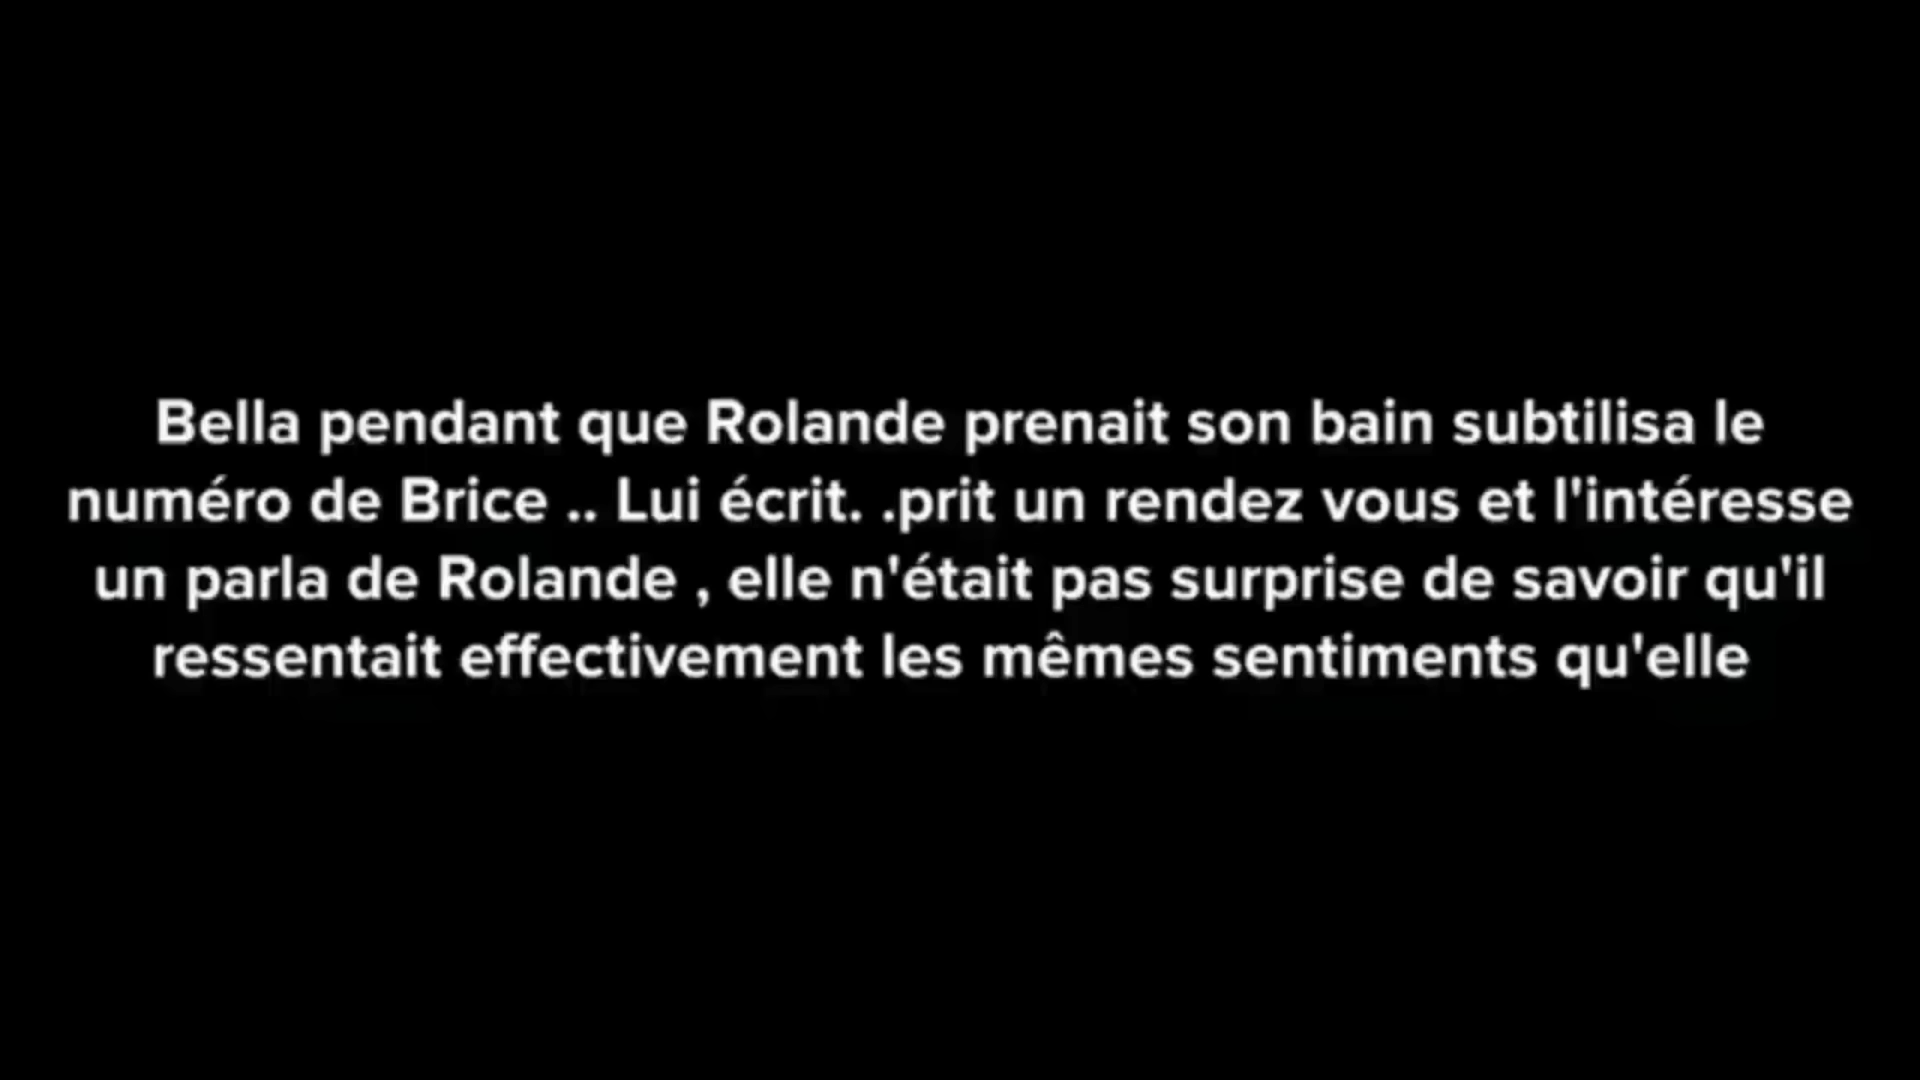 Bella pendant que Rolande prenait son bain subtilisa le
numéro de Brice .. Lui écrit. .prit un rendez vous et l'intéresse
un parla de Rolande , elle n'était pas surprise de savoir qu'il
ressentait effectivement les mêmes sentiments qu'elle